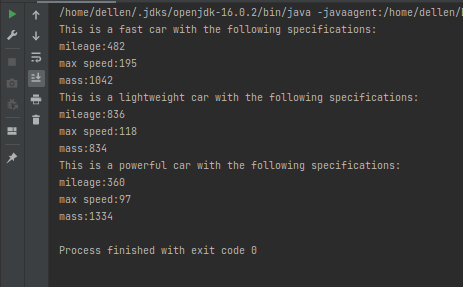 /home/dellen/.jdks/openjdk-16.0.2/bin/java -javaagent:/home/dellen/
This is a fast car with the following specifications:
mileage:482
max speed:195
mass:1042
This is a lightweight car with the following specifications:
mileage:836
max speed:118
mass:834
This is a powerful car with the following specifications:
mileage:360
max speed:97
mass:1334
Process finished with exit code 0